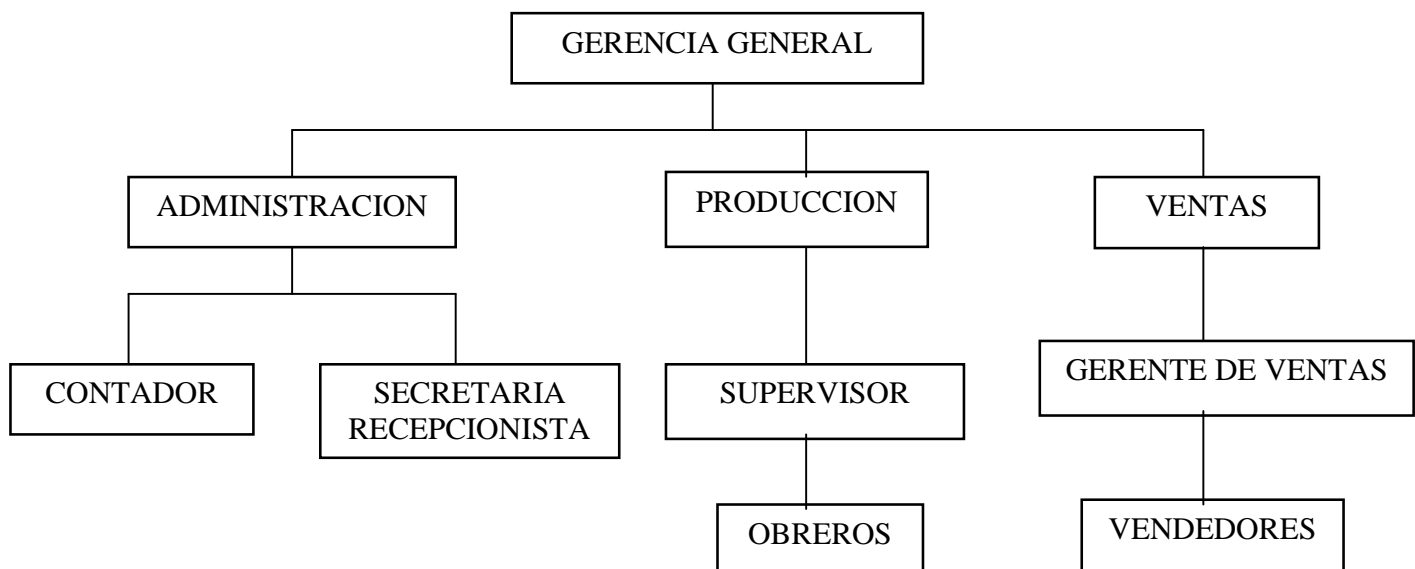 GERENCIA GENERAL
ADMINISTRACION
PRODUCCION
VENTAS
CONTADOR
SECRETARIA
RECEPCIONISTA
SUPERVISOR
GERENTE DE VENTAS
OBREROS
VENDEDORES